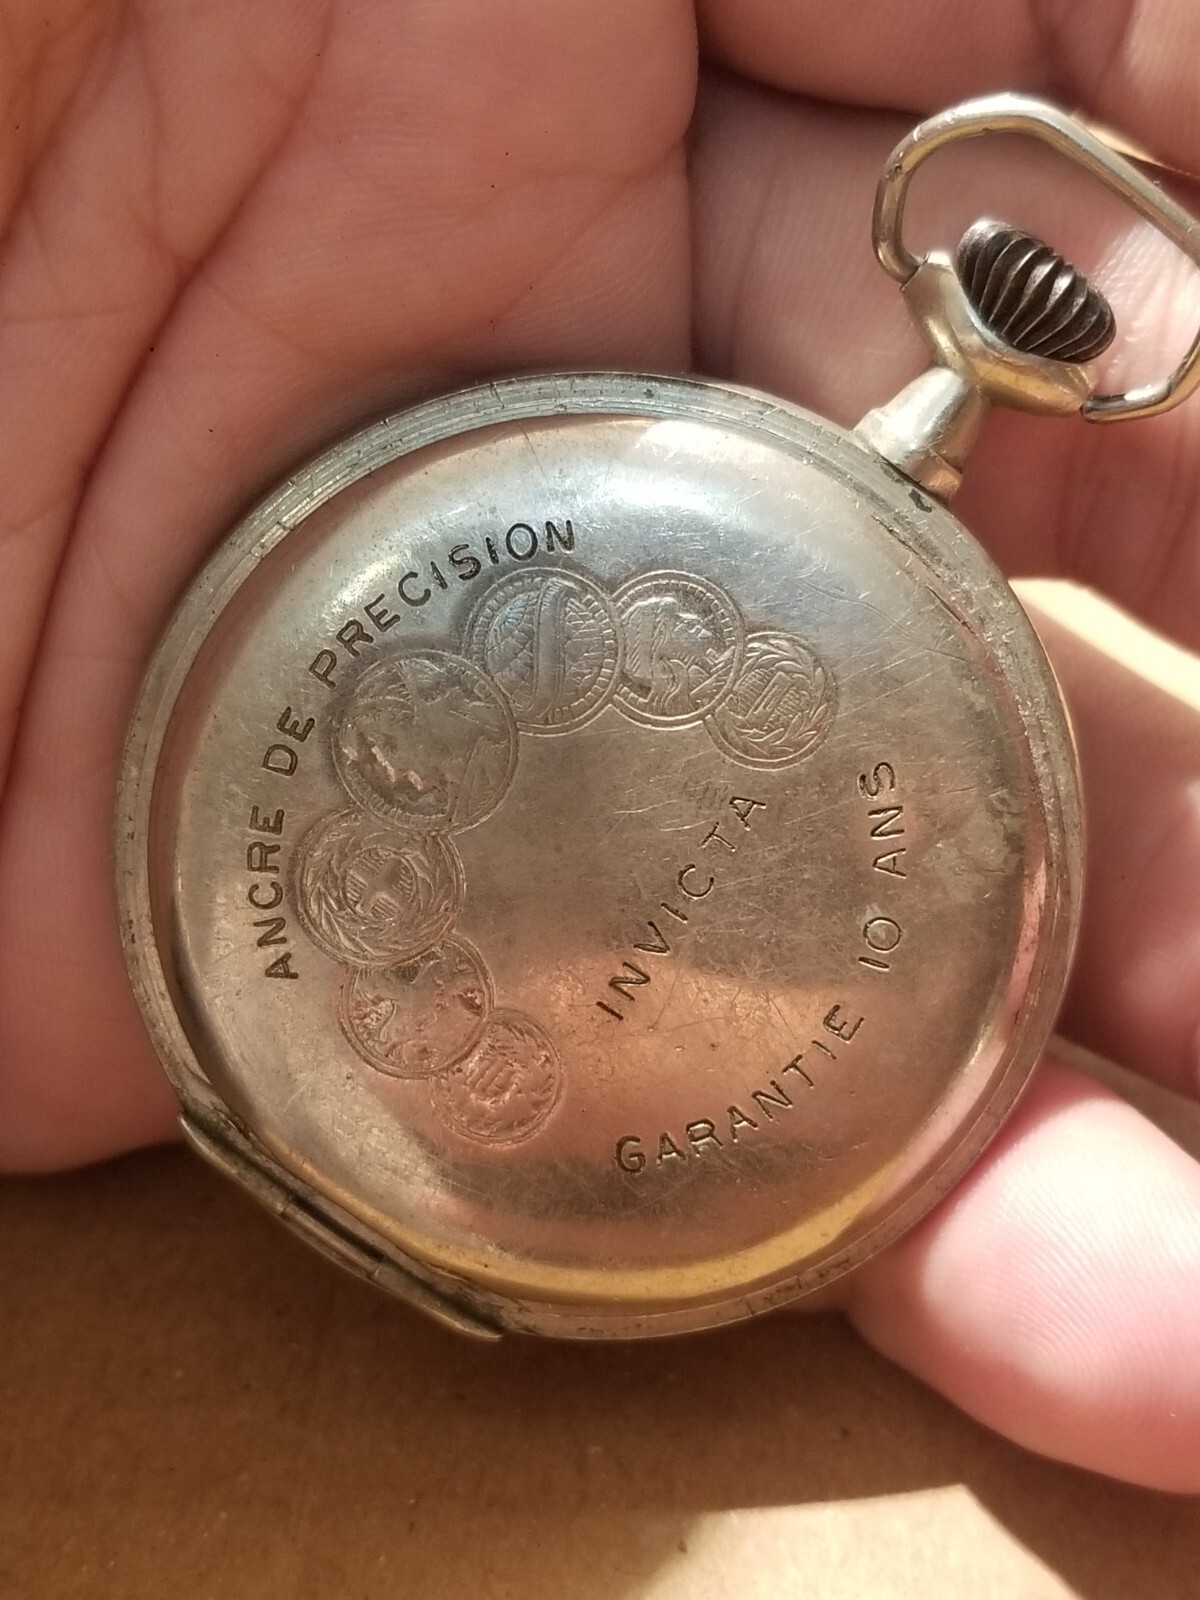 ANCRE DE PRECISION
INVICTA
GARANTIE 10 ANS